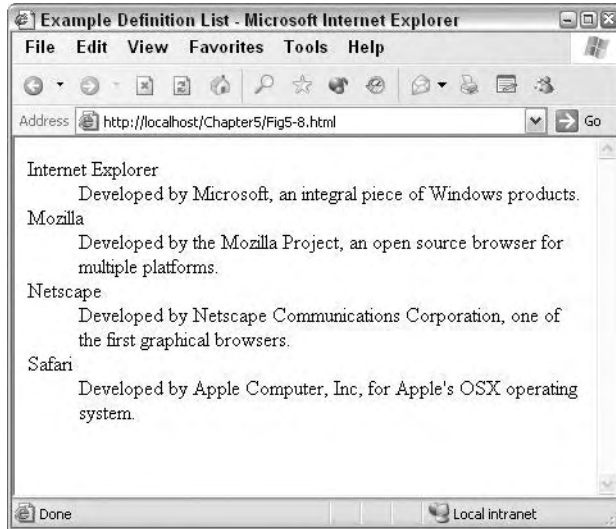 Example Definition List - Microsoft Internet Explorer
File Edit View Favorites Tools Help
Address http://localhost/Chapter5/Fig5-8.html Go
Internet Explorer
Developed by Microsoft, an integral piece of Windows products.
Mozilla
Developed by the Mozilla Project, an open source browser for
multiple platforms.
Netscape
Developed by Netscape Communications Corporation, one of
the first graphical browsers.
Safari
Developed by Apple Computer, Inc, for Apple's OSX operating
system.
Done Local intranet